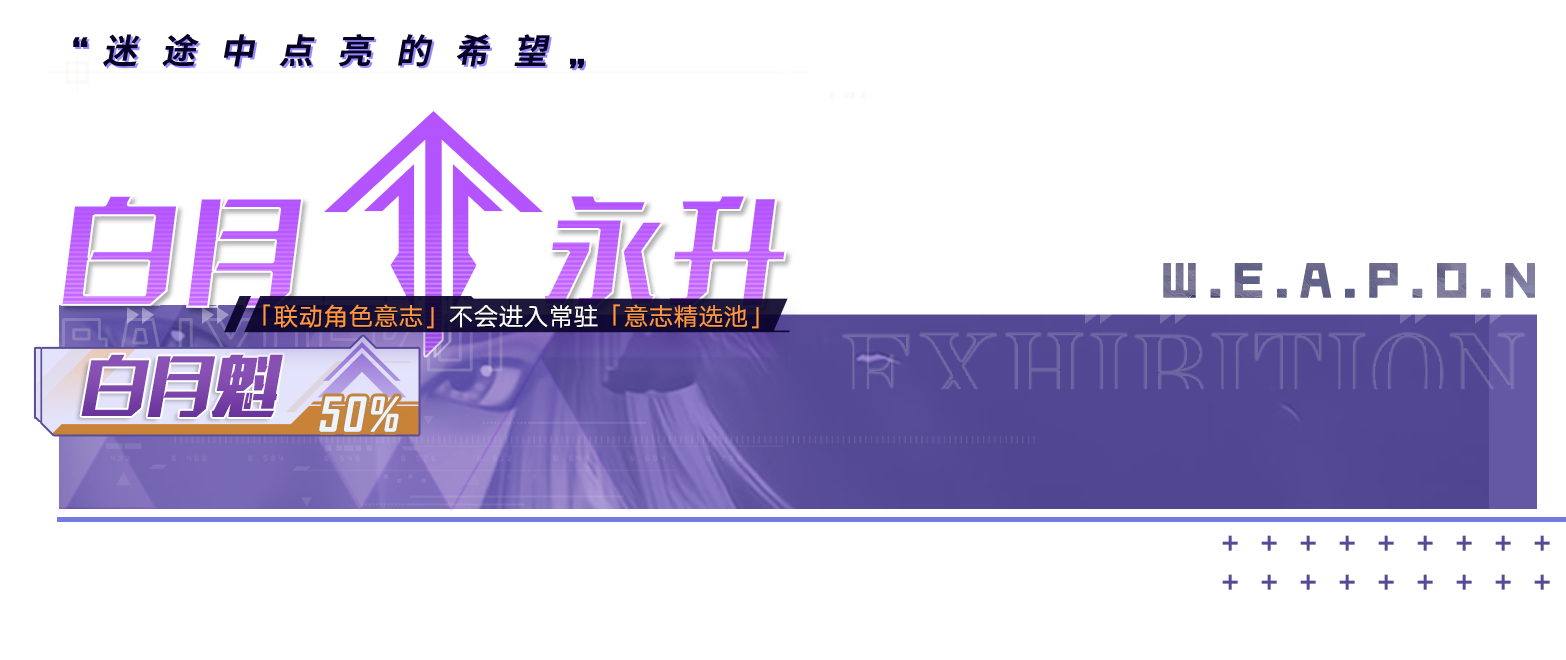 “迷途中点亮的希望„
白月 永升
W.E.A.P.O.N
「联动角色意志」不会进入常驻「意志精选池」
EXHIBITION
白月魁
50%